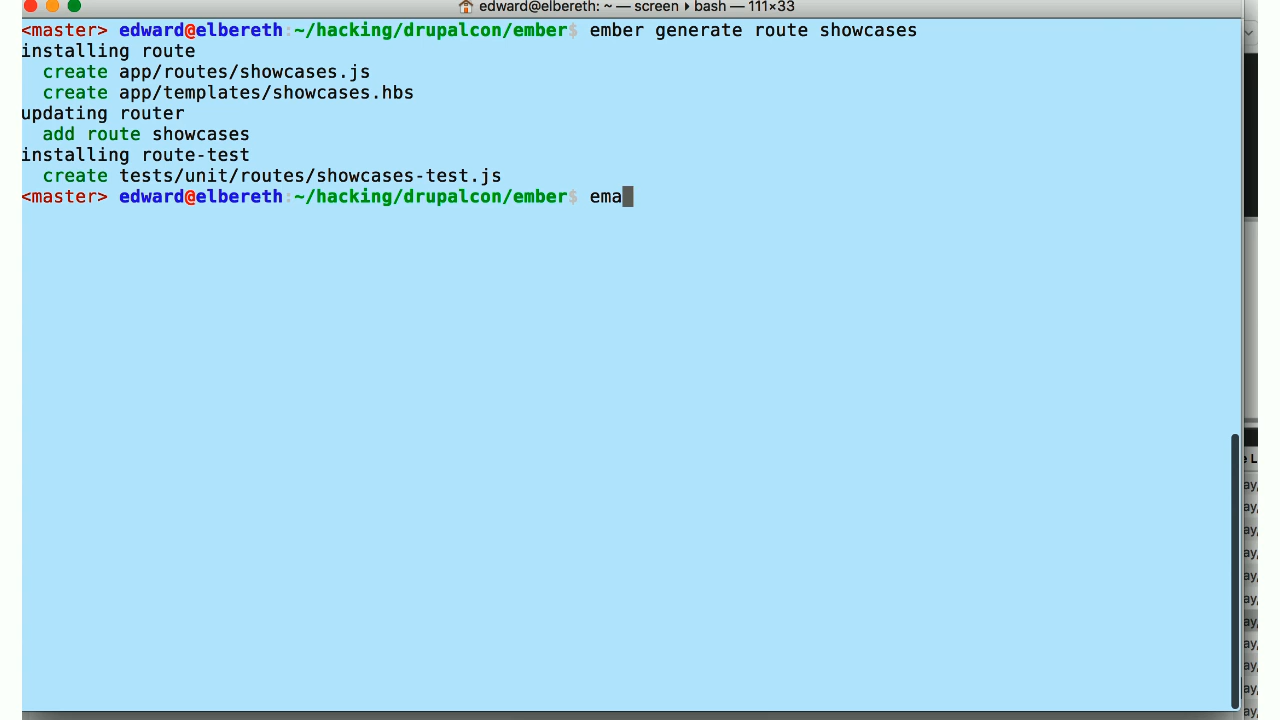 edward@elbereth: ~ — screen ▸ bash — 111×33
<master> edward@elbereth:~/hacking/drupalcon/ember$ ember generate route showcases
installing route
  create app/routes/showcases.js
  create app/templates/showcases.hbs
updating router
  add route showcases
installing route-test
  create tests/unit/routes/showcases-test.js
<master> edward@elbereth:~/hacking/drupalcon/ember$ ema